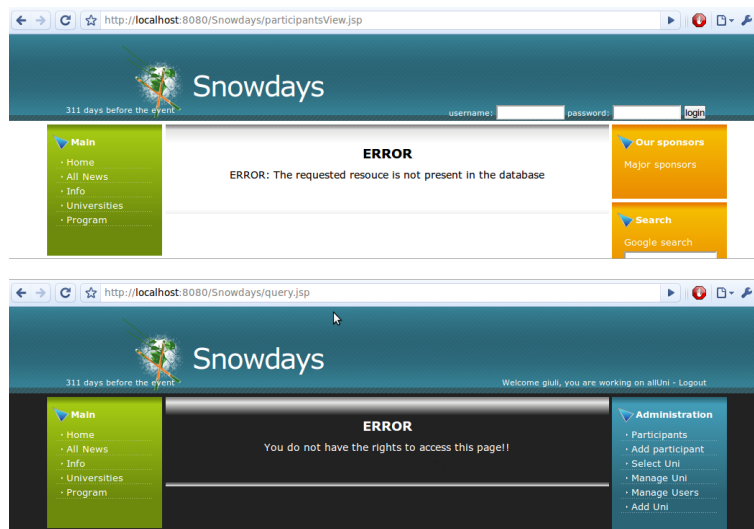 http://localhost:8080/Snowdays/participantsView.jsp
Snowdays
311 days before the event
username: password: login
Main
· Home
· All News
· Info
· Universities
· Program
ERROR
ERROR: The requested resouce is not present in the database
Our sponsors
Major sponsors
Search
Google search
http://localhost:8080/Snowdays/query.jsp
Snowdays
311 days before the event
Welcome giuli, you are working on allUni - Logout
Main
· Home
· All News
· Info
· Universities
· Program
ERROR
You do not have the rights to access this page!!
Administration
· Participants
· Add participant
· Select Uni
· Manage Uni
· Manage Users
· Add Uni